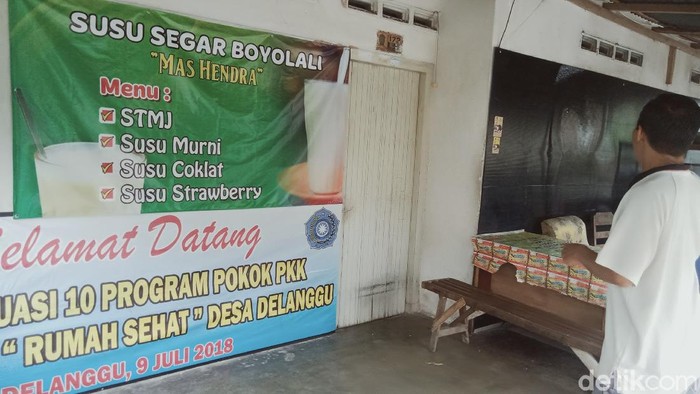 SUSU SEGAR BOYOLALI
"MAS HENDRA"
Menu :
STMJ
Susu Murni
Susu Coklat
Susu Strawberry
Selamat Datang
UASI 10 PROGRAM POKOK PKK
" RUMAH SEHAT " DESA DELANGGU
DELANGGU, 9 JULI 2018
detikcom